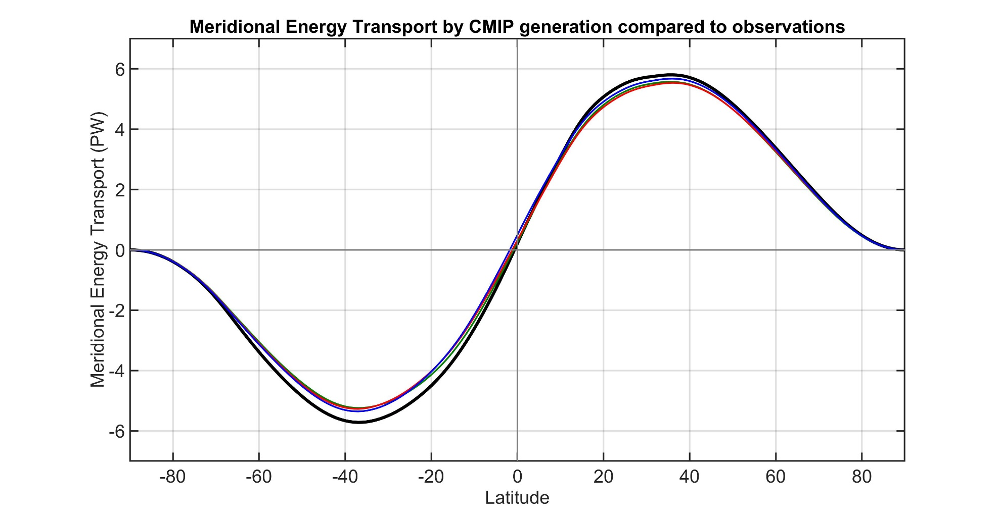 Meridional Energy Transport by CMIP generation compared to observations
Meridional Energy Transport (PW)
6
4
2
0
-2
-4
-6
-80 -60 -40 -20 0 20 40 60 80
Latitude